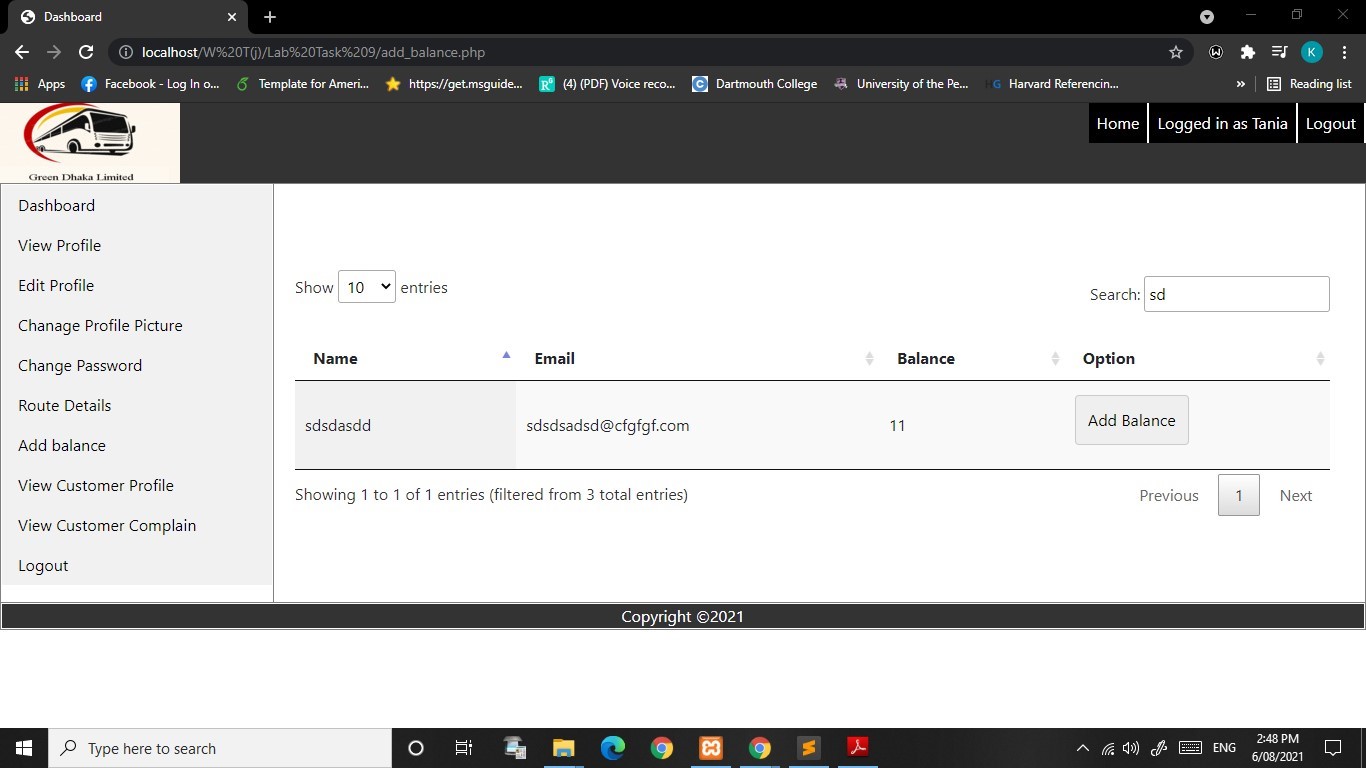 Dashboard
localhost/W%20T(j)/Lab%20Task%209/add_balance.php
K
Apps Facebook - Log In o... Template for Ameri... https://get.msguide... (4) (PDF) Voice reco... Dartmouth College University of the Pe... HG Harvard Referencin... » Reading list
Green Dhaka Limited
Home Logged in as Tania Logout
Dashboard
View Profile
Edit Profile
Chanage Profile Picture
Change Password
Route Details
Add balance
View Customer Profile
View Customer Complain
Logout
Show 10 entries
Search: sd
Name Email Balance Option
sdsdasdd sdsdsadsd@cfgfgf.com 11 Add Balance
Showing 1 to 1 of 1 entries (filtered from 3 total entries)
Previous 1 Next
Copyright ©2021
Type here to search
ENG
2:48 PM
6/08/2021